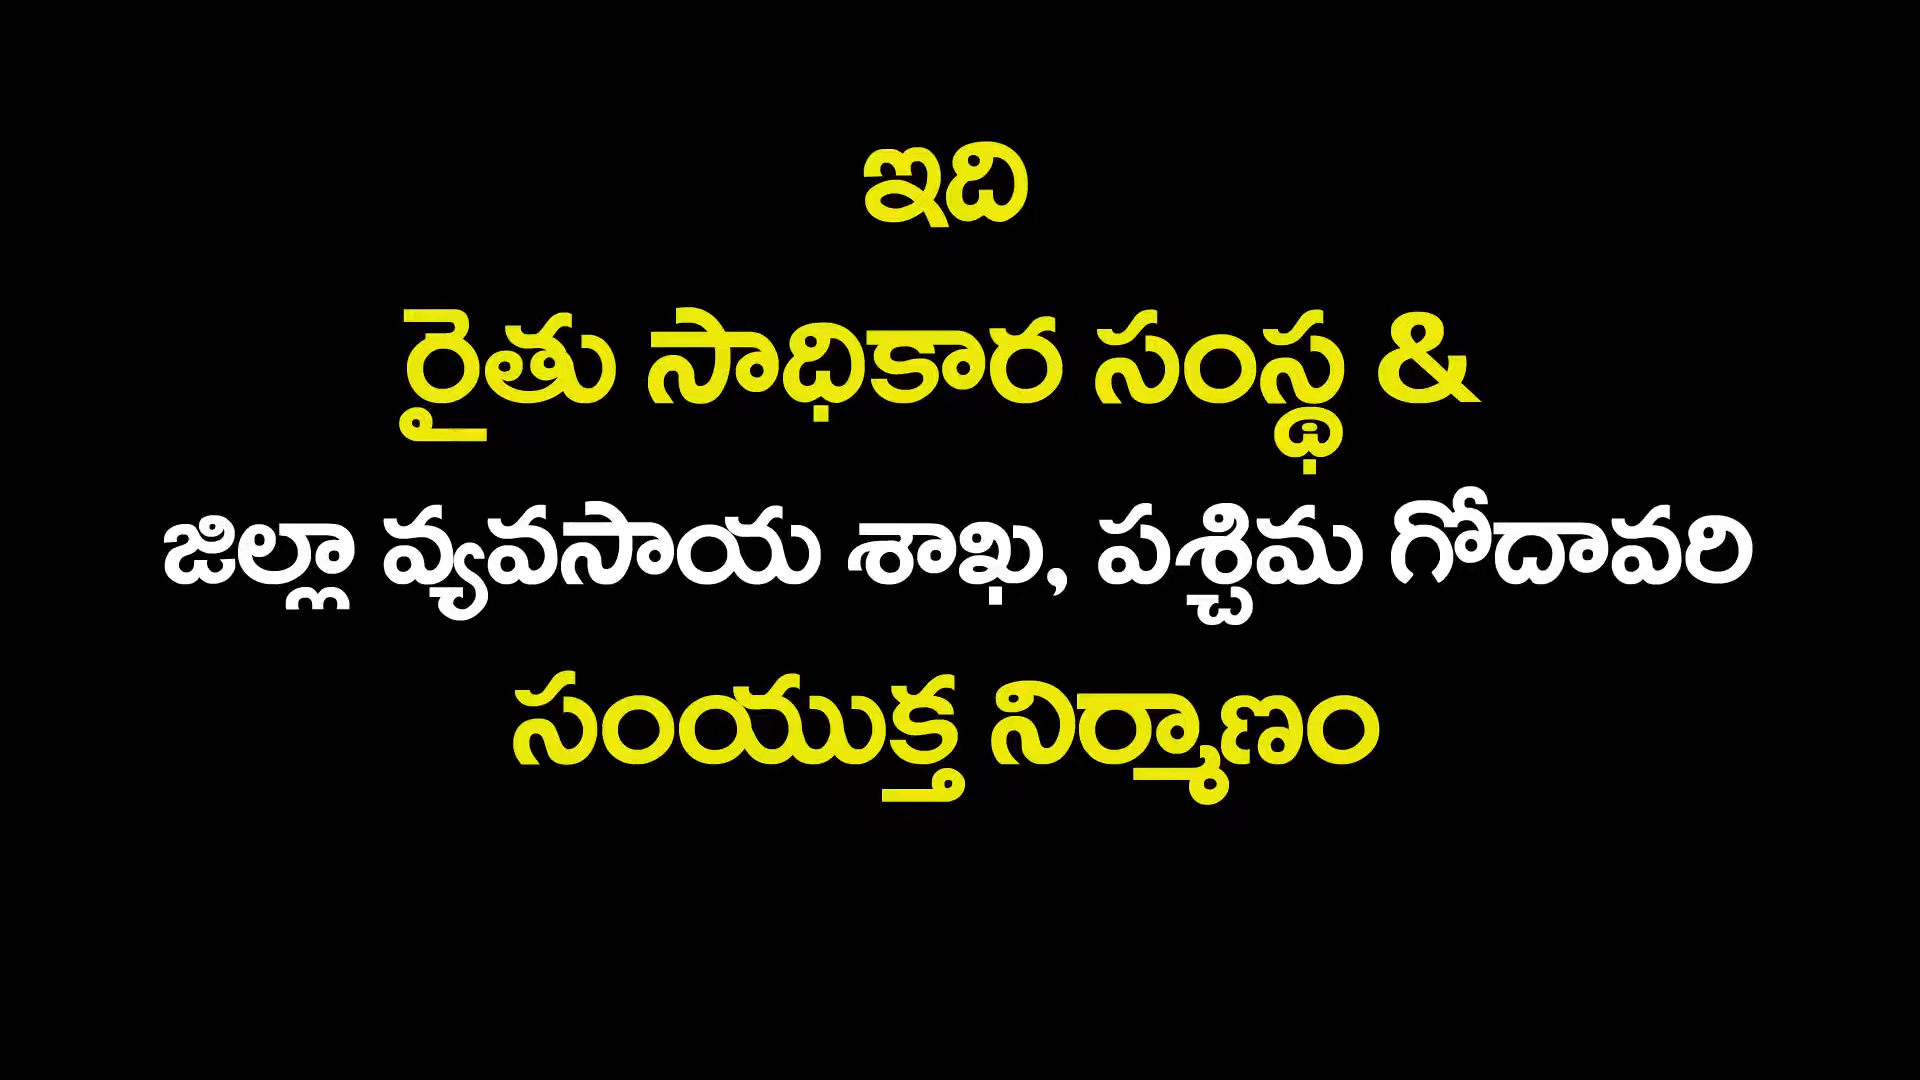 ఇది
రైతు సాధికార సంస్థ &
జిల్లా వ్యవసాయ శాఖ, పశ్చిమ గోదావరి
సంయుక్త నిర్మాణం